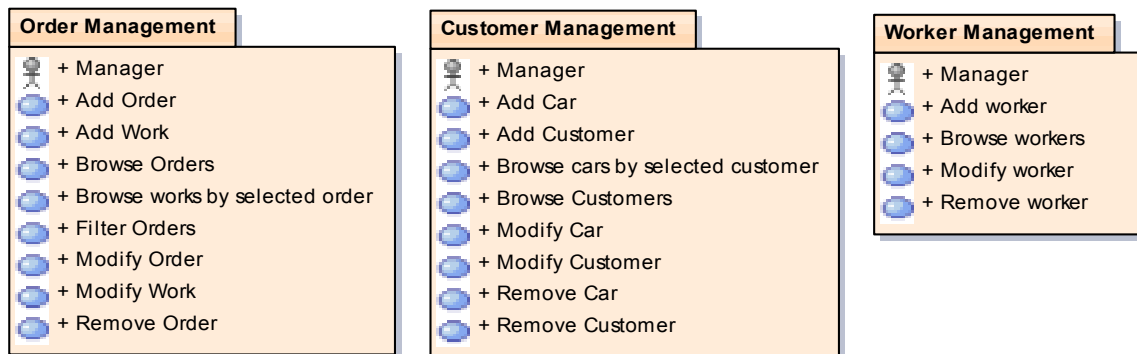 Order Management
+ Manager
+ Add Order
+ Add Work
+ Browse Orders
+ Browse works by selected order
+ Filter Orders
+ Modify Order
+ Modify Work
+ Remove Order
Customer Management
+ Manager
+ Add Car
+ Add Customer
+ Browse cars by selected customer
+ Browse Customers
+ Modify Car
+ Modify Customer
+ Remove Car
+ Remove Customer
Worker Management
+ Manager
+ Add worker
+ Browse workers
+ Modify worker
+ Remove worker